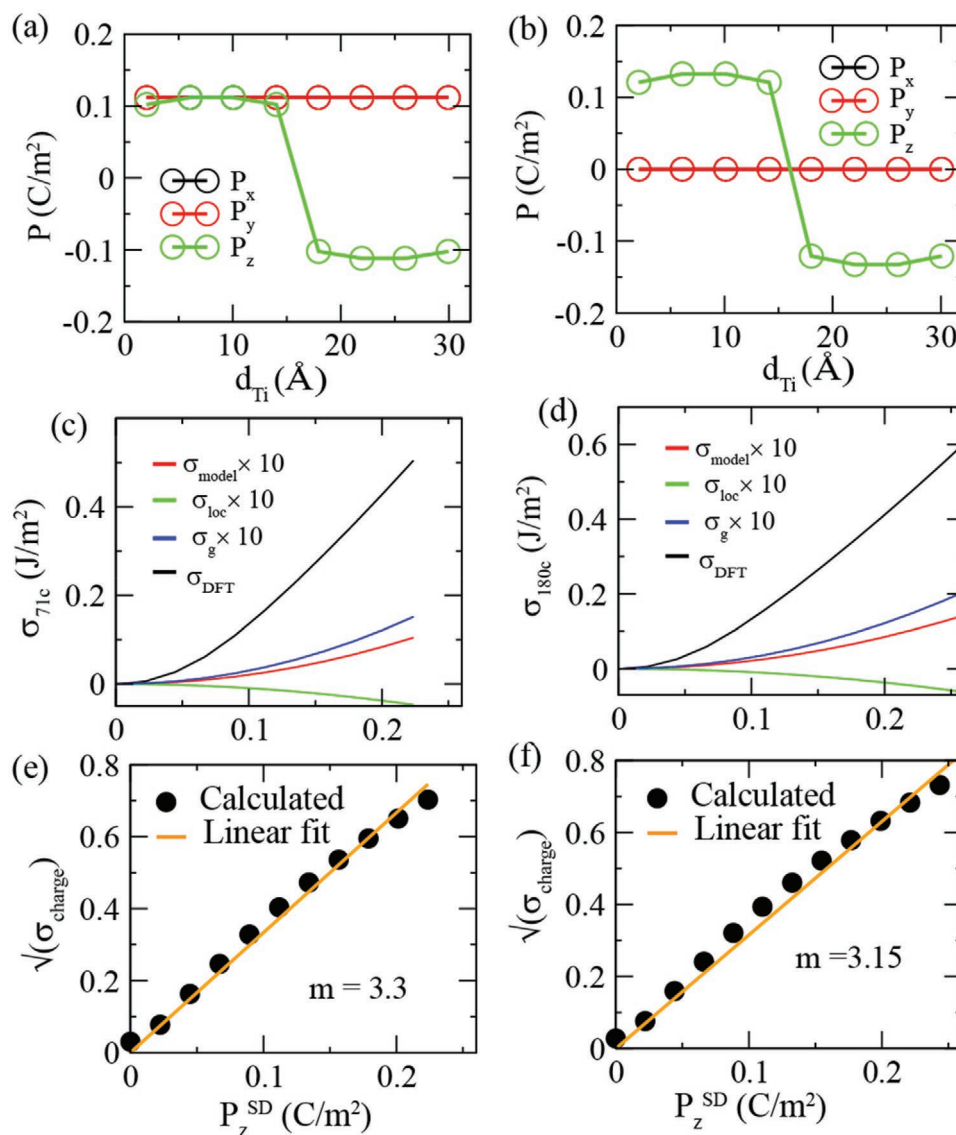 (a)
0.2
0.1
0
-0.1
-0.2
P (C/m²)
Pₓ
Pᵧ
P_z
0 10 20 30
d_Ti (Å)
(b)
0.2
0.1
0
-0.1
-0.2
P (C/m²)
Pₓ
Pᵧ
P_z
0 10 20 30
d_Ti (Å)
(c)
0.4
0.2
0
σ_71c (J/m²)
σ_model × 10
σ_loc × 10
σ_g × 10
σ_DFT
0 0.1 0.2
(d)
0.6
0.4
0.2
0
σ_180c (J/m²)
σ_model × 10
σ_loc × 10
σ_g × 10
σ_DFT
0 0.1 0.2
(e)
0.8
0.6
0.4
0.2
0
√(σ_charge)
Calculated
Linear fit
m = 3.3
0 0.1 0.2
P_z^SD (C/m²)
(f)
0.8
0.6
0.4
0.2
0
√(σ_charge)
Calculated
Linear fit
m =3.15
0 0.1 0.2
P_z^SD (C/m²)